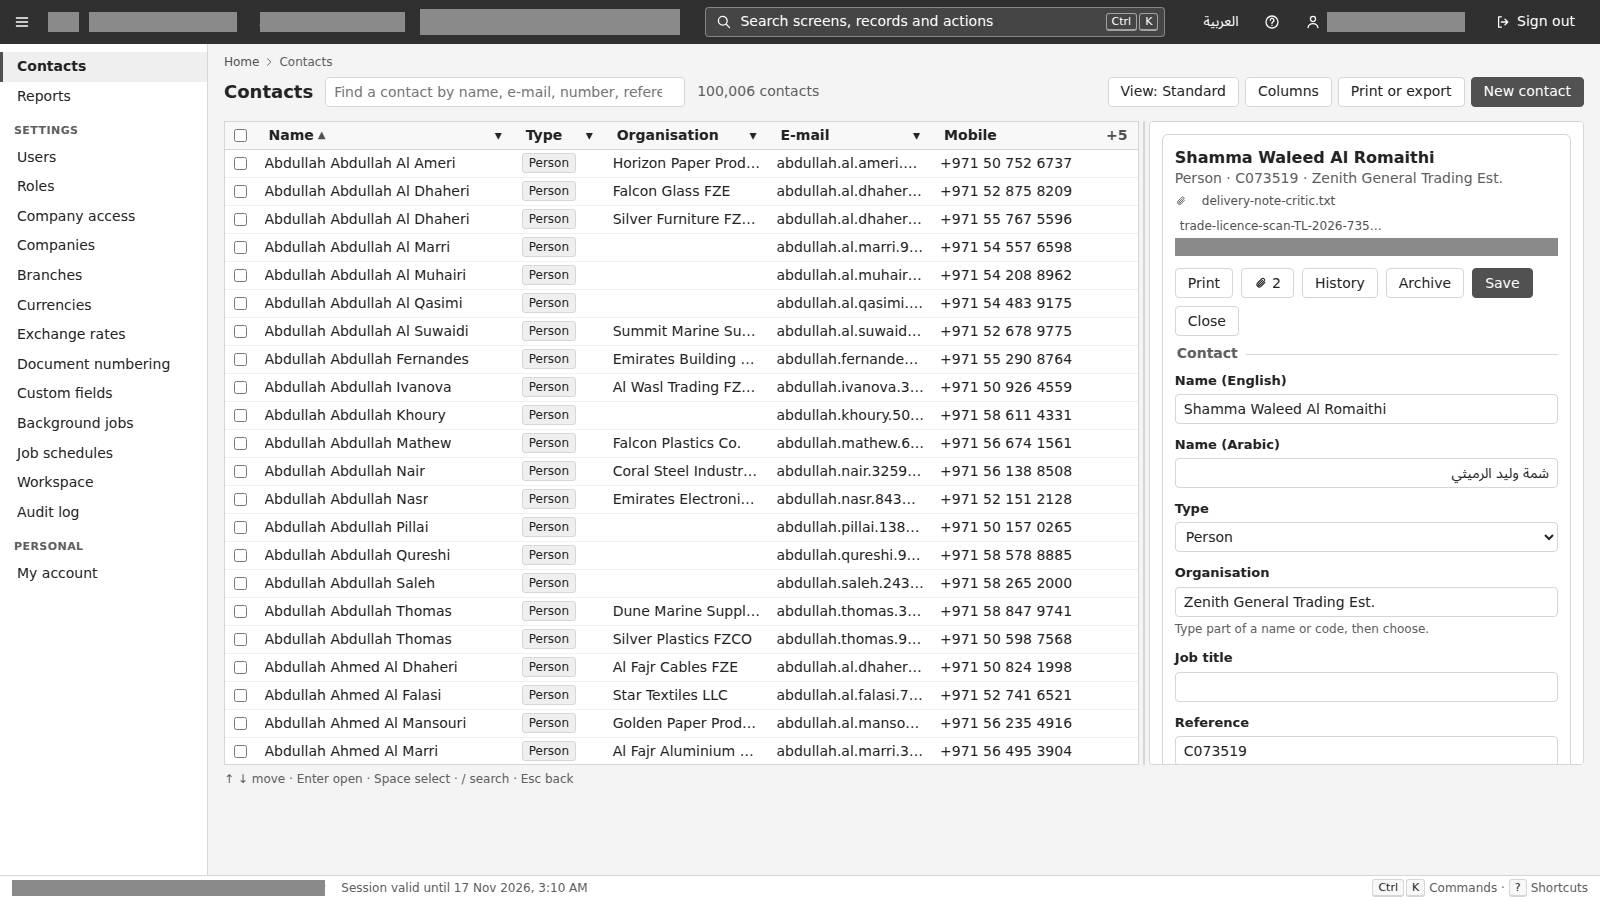 Search screens, records and actions Ctrl K العربية Sign out
Contacts
Reports
SETTINGS
Users
Roles
Company access
Companies
Branches
Currencies
Exchange rates
Document numbering
Custom fields
Background jobs
Job schedules
Workspace
Audit log
PERSONAL
My account
Home Contacts
Contacts Find a contact by name, e-mail, number, refere 100,006 contacts View: Standard Columns Print or export New contact
Name Type Organisation E-mail Mobile +5
Abdullah Abdullah Al Ameri Person Horizon Paper Prod... abdullah.al.ameri.... +971 50 752 6737
Abdullah Abdullah Al Dhaheri Person Falcon Glass FZE abdullah.al.dhaher... +971 52 875 8209
Abdullah Abdullah Al Dhaheri Person Silver Furniture FZ... abdullah.al.dhaher... +971 55 767 5596
Abdullah Abdullah Al Marri Person abdullah.al.marri.9... +971 54 557 6598
Abdullah Abdullah Al Muhairi Person abdullah.al.muhair... +971 54 208 8962
Abdullah Abdullah Al Qasimi Person abdullah.al.qasimi.... +971 54 483 9175
Abdullah Abdullah Al Suwaidi Person Summit Marine Su... abdullah.al.suwaid... +971 52 678 9775
Abdullah Abdullah Fernandes Person Emirates Building ... abdullah.fernande... +971 55 290 8764
Abdullah Abdullah Ivanova Person Al Wasl Trading FZ... abdullah.ivanova.3... +971 50 926 4559
Abdullah Abdullah Khoury Person abdullah.khoury.50... +971 58 611 4331
Abdullah Abdullah Mathew Person Falcon Plastics Co. abdullah.mathew.6... +971 56 674 1561
Abdullah Abdullah Nair Person Coral Steel Industr... abdullah.nair.3259... +971 56 138 8508
Abdullah Abdullah Nasr Person Emirates Electroni... abdullah.nasr.843... +971 52 151 2128
Abdullah Abdullah Pillai Person abdullah.pillai.138... +971 50 157 0265
Abdullah Abdullah Qureshi Person abdullah.qureshi.9... +971 58 578 8885
Abdullah Abdullah Saleh Person abdullah.saleh.243... +971 58 265 2000
Abdullah Abdullah Thomas Person Dune Marine Suppl... abdullah.thomas.3... +971 58 847 9741
Abdullah Abdullah Thomas Person Silver Plastics FZCO abdullah.thomas.9... +971 50 598 7568
Abdullah Ahmed Al Dhaheri Person Al Fajr Cables FZE abdullah.al.dhaher... +971 50 824 1998
Abdullah Ahmed Al Falasi Person Star Textiles LLC abdullah.al.falasi.7... +971 52 741 6521
Abdullah Ahmed Al Mansouri Person Golden Paper Prod... abdullah.al.manso... +971 56 235 4916
Abdullah Ahmed Al Marri Person Al Fajr Aluminium ... abdullah.al.marri.3... +971 56 495 3904
↑ ↓ move · Enter open · Space select · / search · Esc back
Shamma Waleed Al Romaithi
Person · C073519 · Zenith General Trading Est.
delivery-note-critic.txt
trade-licence-scan-TL-2026-735...
Print 2 History Archive Save
Close
Contact
Name (English)
Shamma Waleed Al Romaithi
Name (Arabic)
شمة وليد الرميثي
Type
Person
Organisation
Zenith General Trading Est.
Type part of a name or code, then choose.
Job title
Reference
C073519
Session valid until 17 Nov 2026, 3:10 AM
Ctrl K Commands · ? Shortcuts